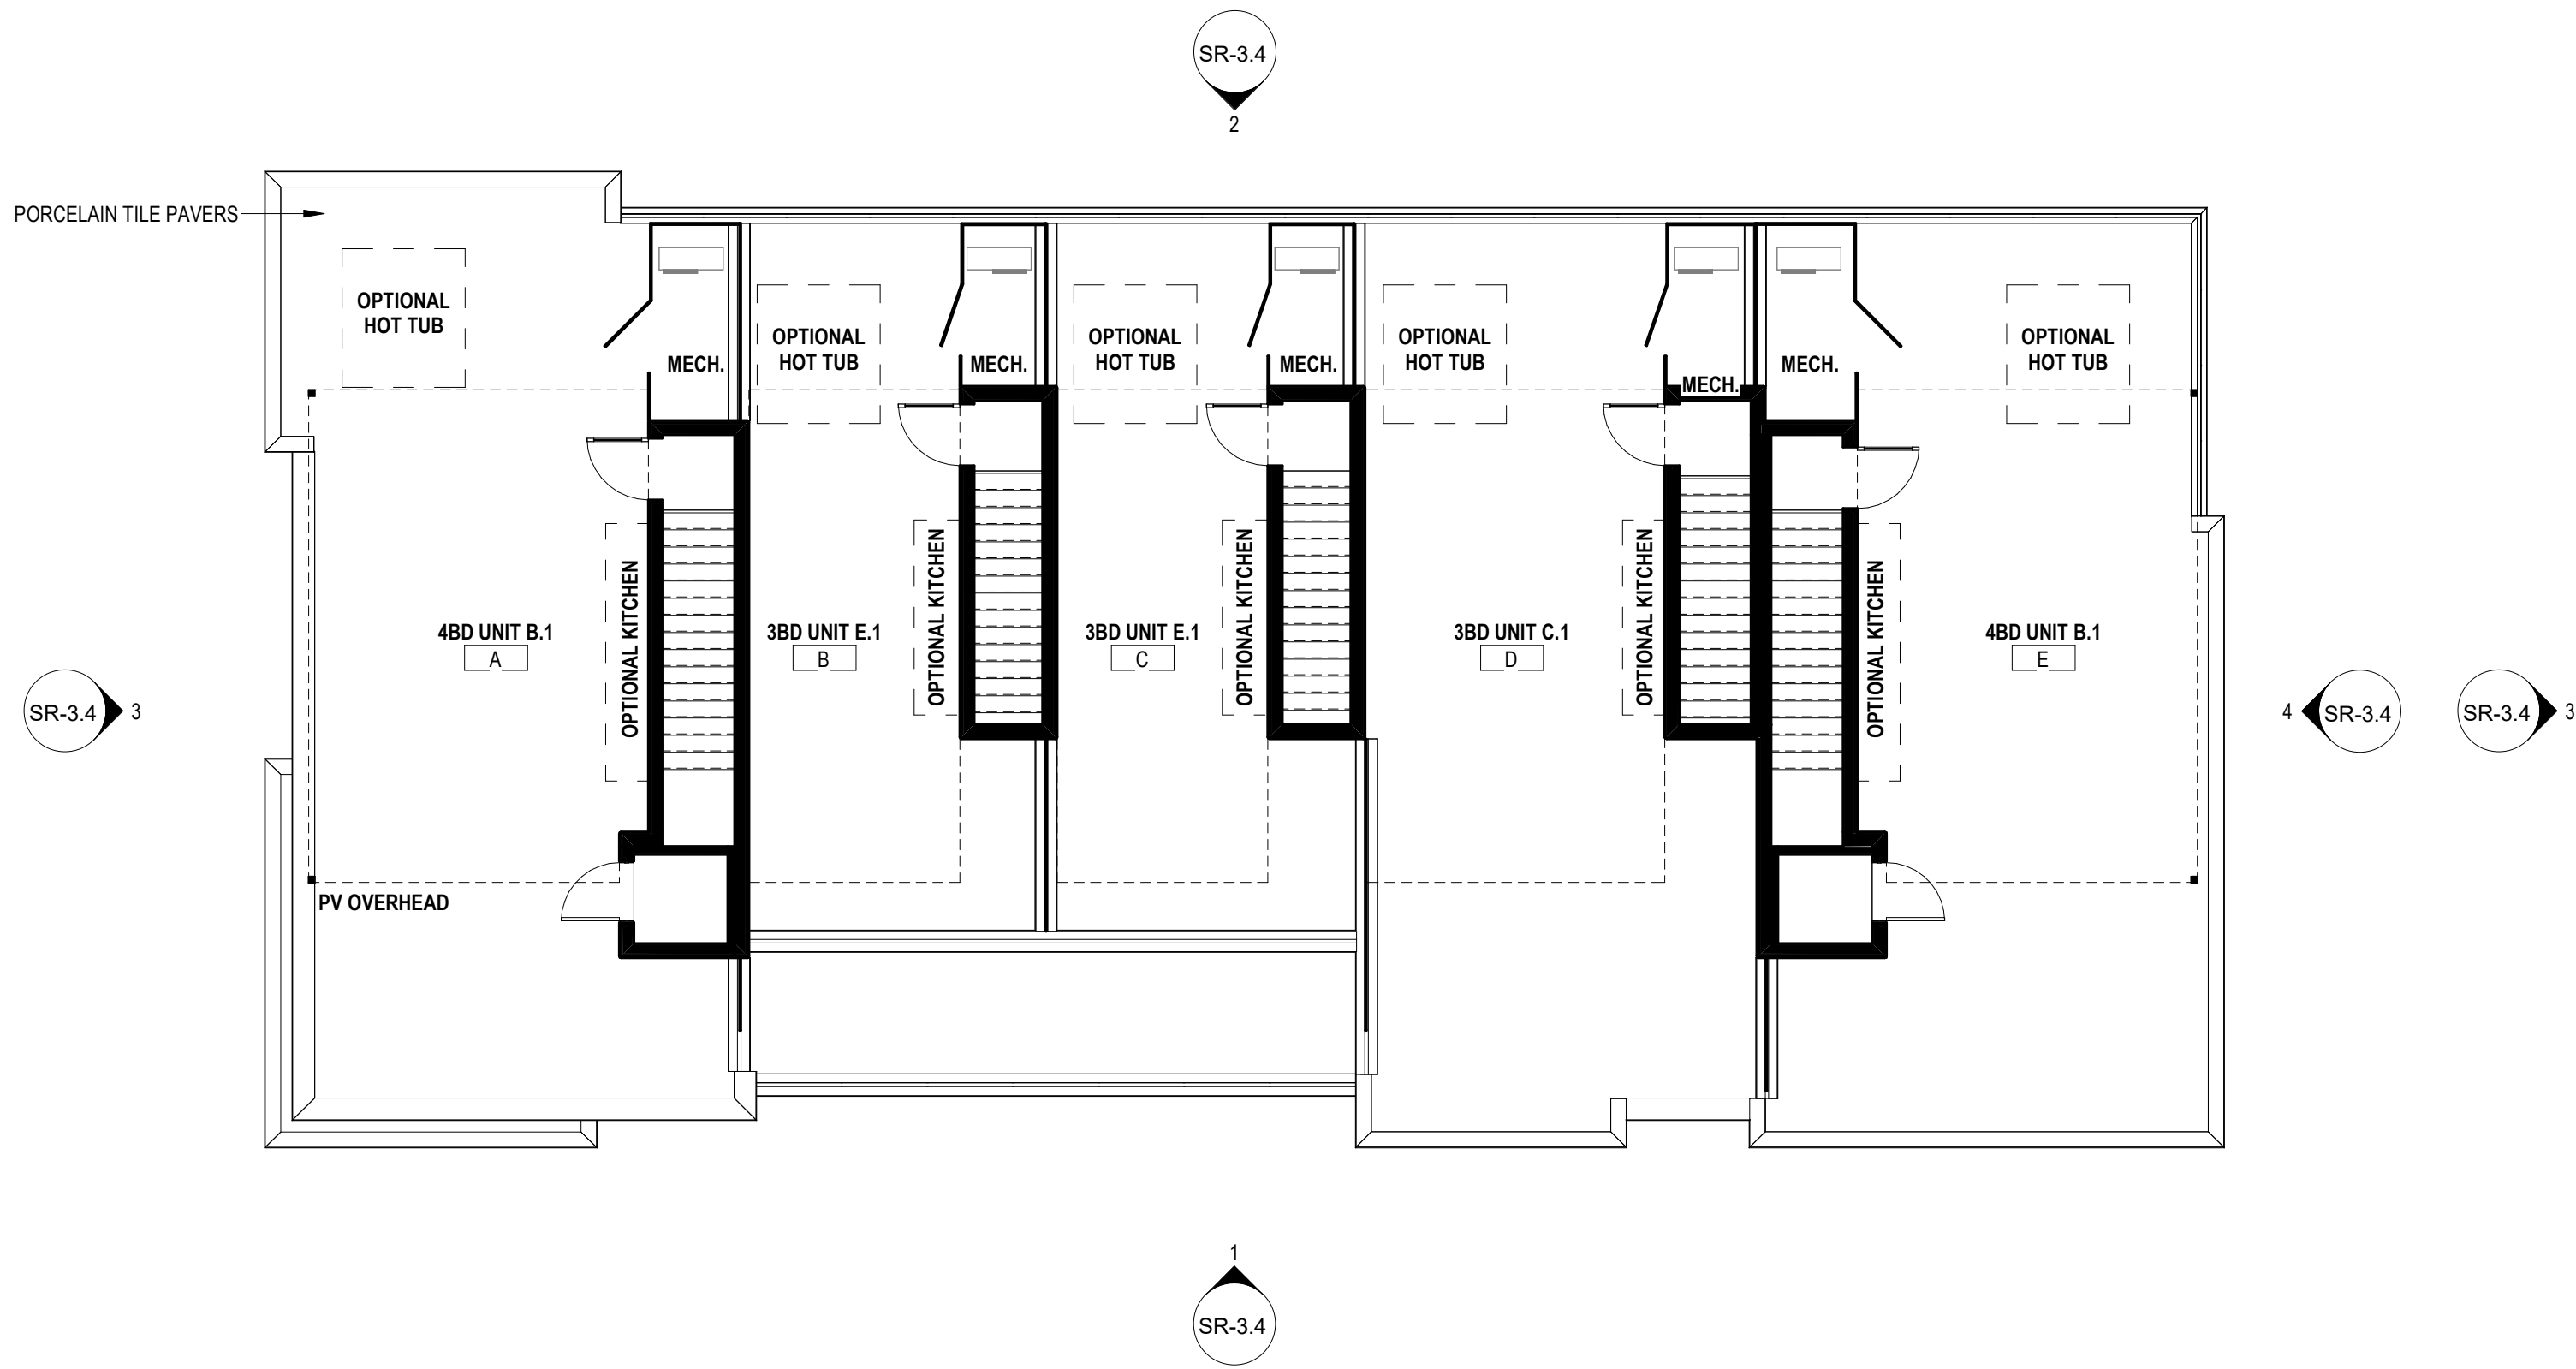 SR-3.4
2
PORCELAIN TILE PAVERS
OPTIONAL
HOT TUB
OPTIONAL
HOT TUB
OPTIONAL
HOT TUB
OPTIONAL
HOT TUB
OPTIONAL
HOT TUB
MECH.
MECH.
MECH.
MECH.
MECH.
OPTIONAL KITCHEN
OPTIONAL KITCHEN
OPTIONAL KITCHEN
OPTIONAL KITCHEN
OPTIONAL KITCHEN
4BD UNIT B.1
A
3BD UNIT E.1
B
3BD UNIT E.1
C
3BD UNIT C.1
D
4BD UNIT B.1
E
SR-3.4
3
4
SR-3.4
SR-3.4
3
PV OVERHEAD
1
SR-3.4